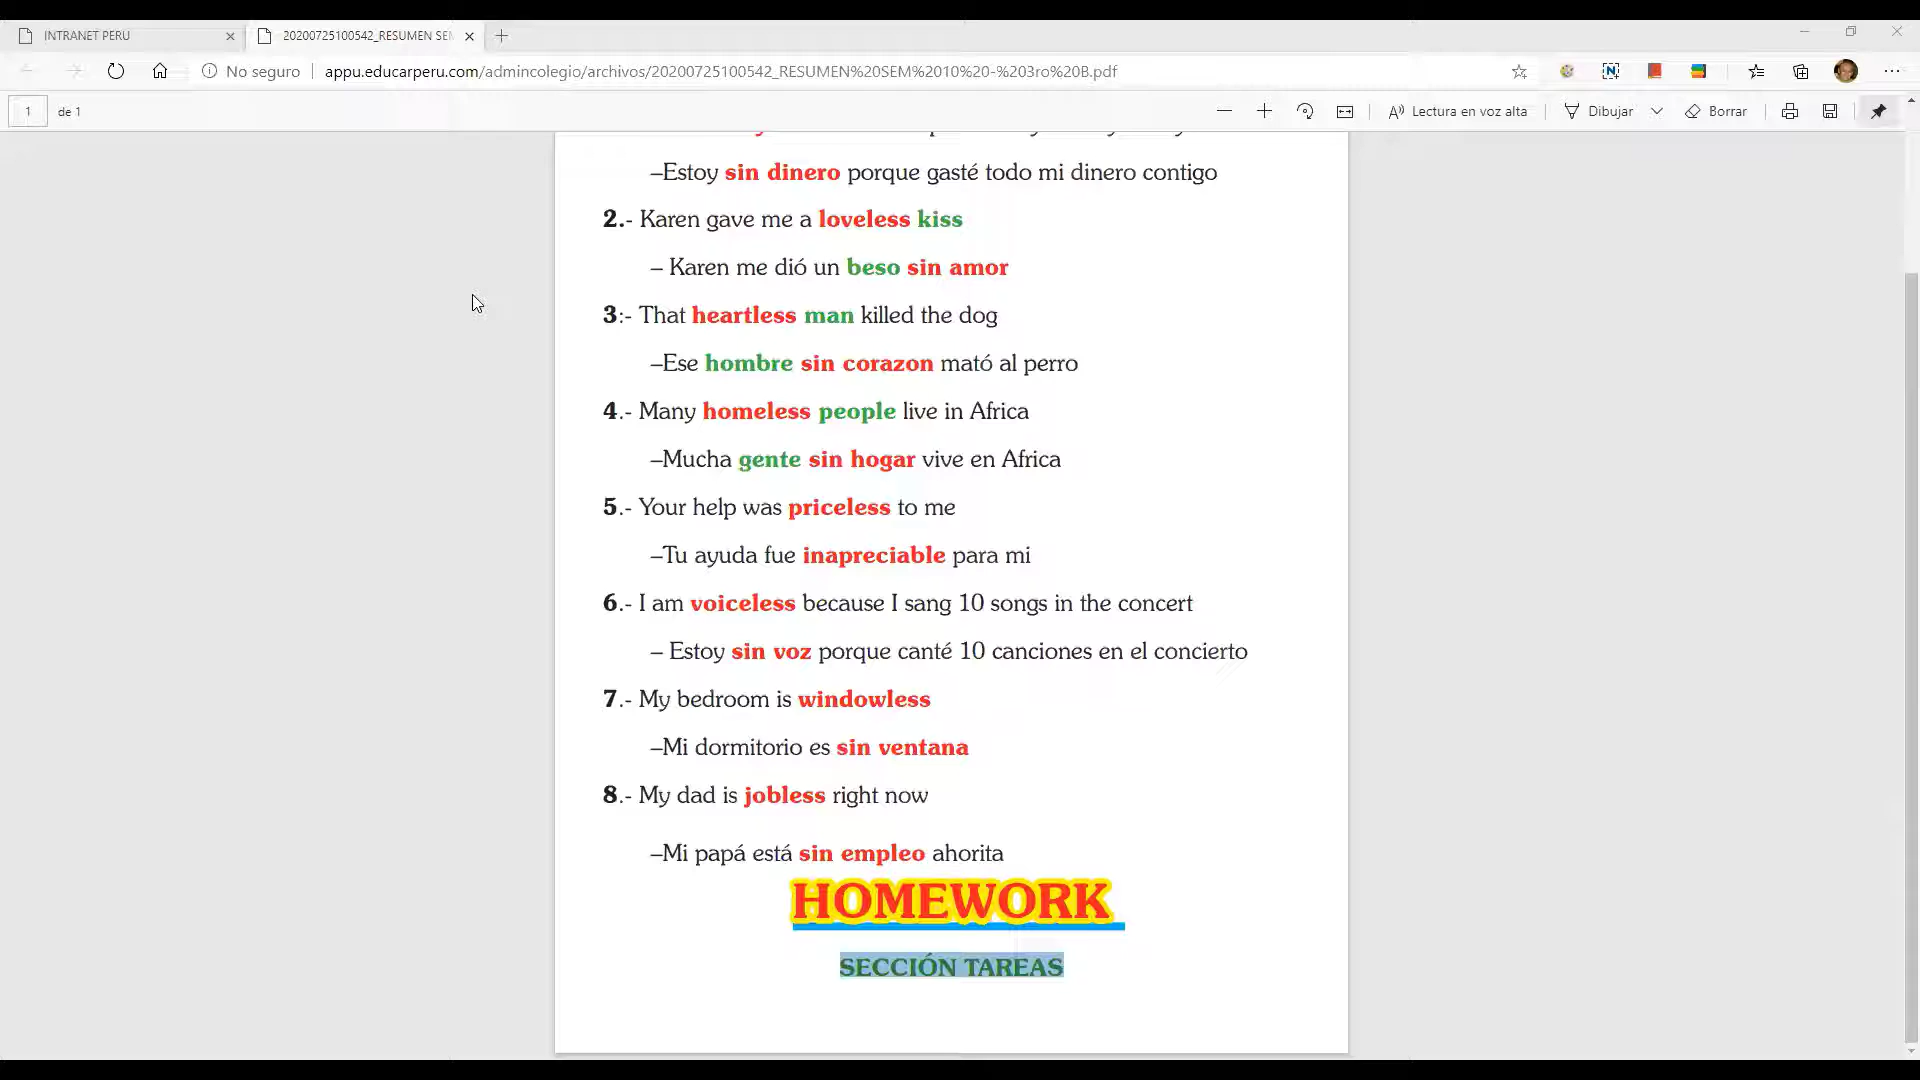 INTRANET PERU
20200725100542_RESUMEN SEM
No seguro
appu.educarperu.com/admincolegio/archivos/20200725100542_RESUMEN%20SEM%2010%20-%203ro%20B.pdf
1 de 1
Lectura en voz alta
Dibujar
Borrar
–Estoy sin dinero porque gasté todo mi dinero contigo
2.- Karen gave me a loveless kiss
– Karen me dió un beso sin amor
3:- That heartless man killed the dog
–Ese hombre sin corazon mató al perro
4.- Many homeless people live in Africa
–Mucha gente sin hogar vive en Africa
5.- Your help was priceless to me
–Tu ayuda fue inapreciable para mi
6.- I am voiceless because I sang 10 songs in the concert
– Estoy sin voz porque canté 10 canciones en el concierto
7.- My bedroom is windowless
–Mi dormitorio es sin ventana
8.- My dad is jobless right now
–Mi papá está sin empleo ahorita
HOMEWORK
SECCIÓN TAREAS